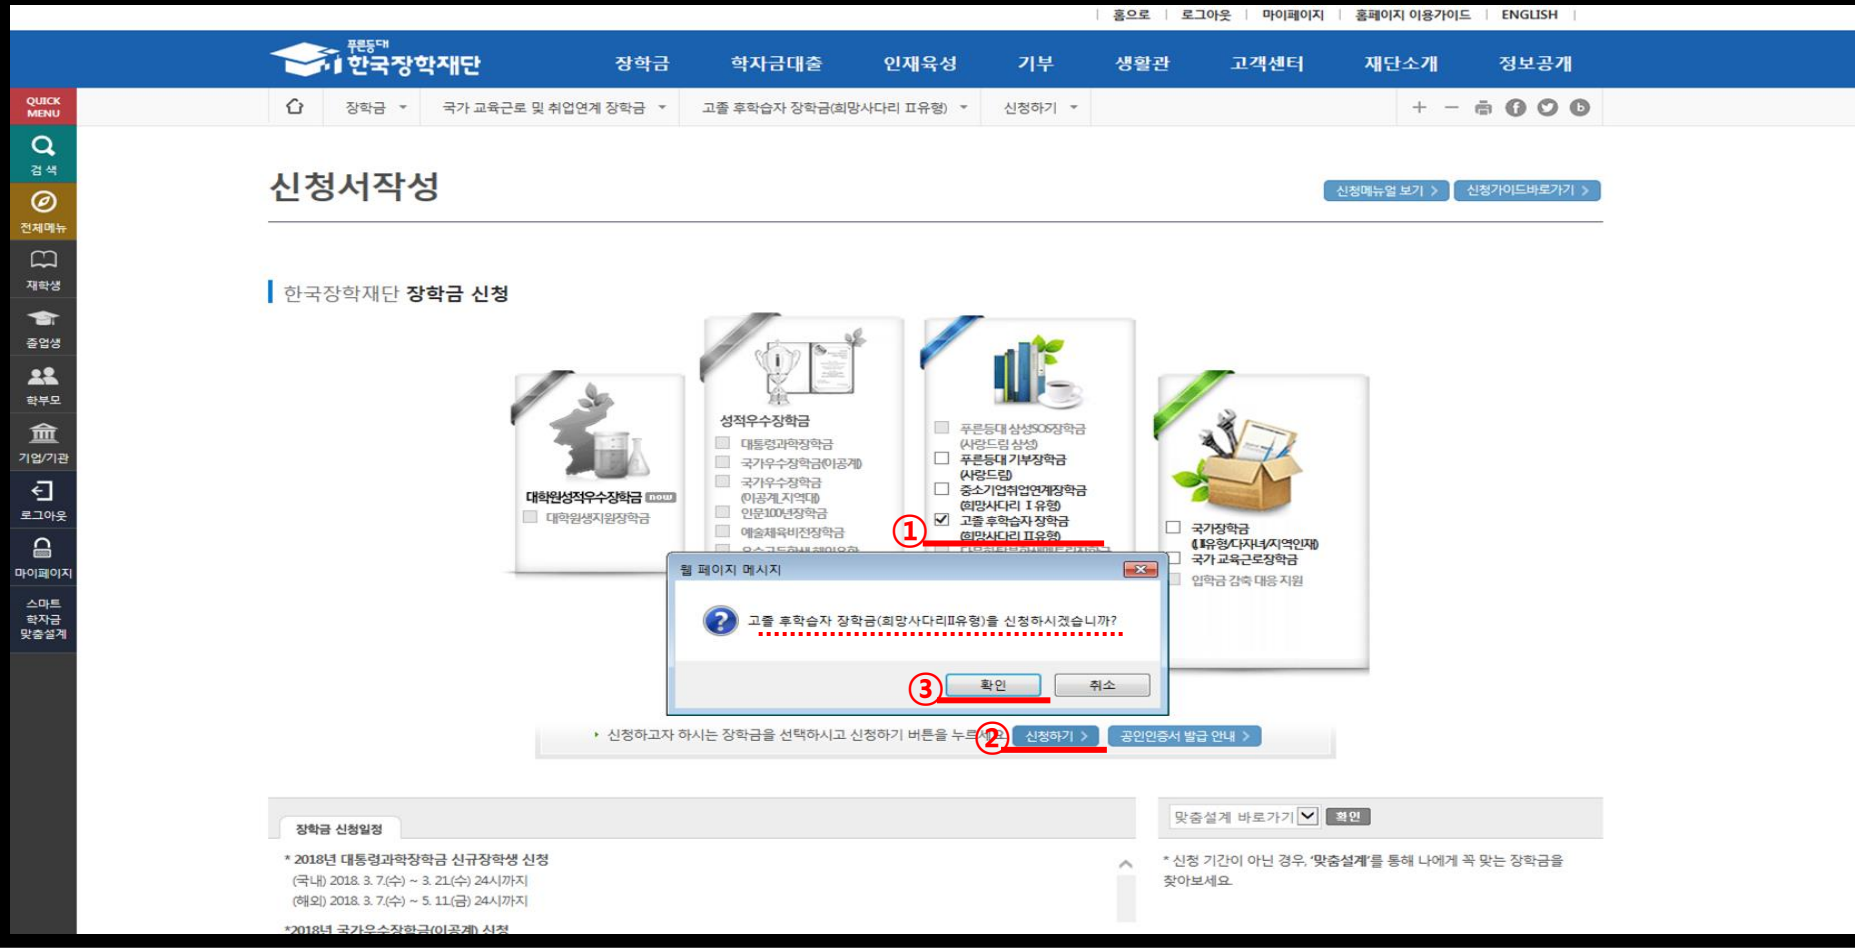 홈으로 | 로그아웃 | 마이페이지 | 홈페이지 이용가이드 | ENGLISH |
푸른등대
한국장학재단
장학금 학자금대출 인재육성 기부 생활관 고객센터 재단소개 정보공개
QUICK
MENU
장학금 국가 교육근로 및 취업연계 장학금 고졸 후학습자 장학금(희망사다리 II유형) 신청하기
검 색
전체메뉴
재학생
졸업생
학부모
기업/기관
로그아웃
마이페이지
스마트
학자금
맞춤설계
신청서작성
신청메뉴얼 보기 >
신청가이드바로가기 >
한국장학재단 장학금 신청
대학원성적우수장학금 now
대학원생지원장학금
성적우수장학금
대통령과학장학금
국가우수장학금(이공계)
국가우수장학금
(이공계_지역대)
인문100년장학금
예술체육비전장학금
푸른등대 삼성SOS장학금
(사랑드림 삼성)
푸른등대 기부장학금
(사랑드림)
중소기업취업연계장학금
(희망사다리 I 유형)
① 고졸 후학습자 장학금
(희망사다리 II유형)
국가장학금
(I,II유형/다자녀/지역인재)
국가 교육근로장학금
입학금 감축 대응 지원
웹 페이지 메시지
고졸 후학습자 장학금(희망사다리II유형)을 신청하시겠습니까?
③ 확인 취소
신청하고자 하시는 장학금을 선택하시고 신청하기 버튼을 누르세요 ② 신청하기 > 공인인증서 발급 안내 >
장학금 신청일정
* 2018년 대통령과학장학금 신규장학생 신청
(국내) 2018. 3. 7.(수) ~ 3. 21.(수) 24시까지
(해외) 2018. 3. 7.(수) ~ 5. 11.(금) 24시까지
*2018년 국가우수장학금(이공계) 신청
맞춤설계 바로가기 확인
* 신청 기간이 아닌 경우, '맞춤설계'를 통해 나에게 꼭 맞는 장학금을
찾아보세요.